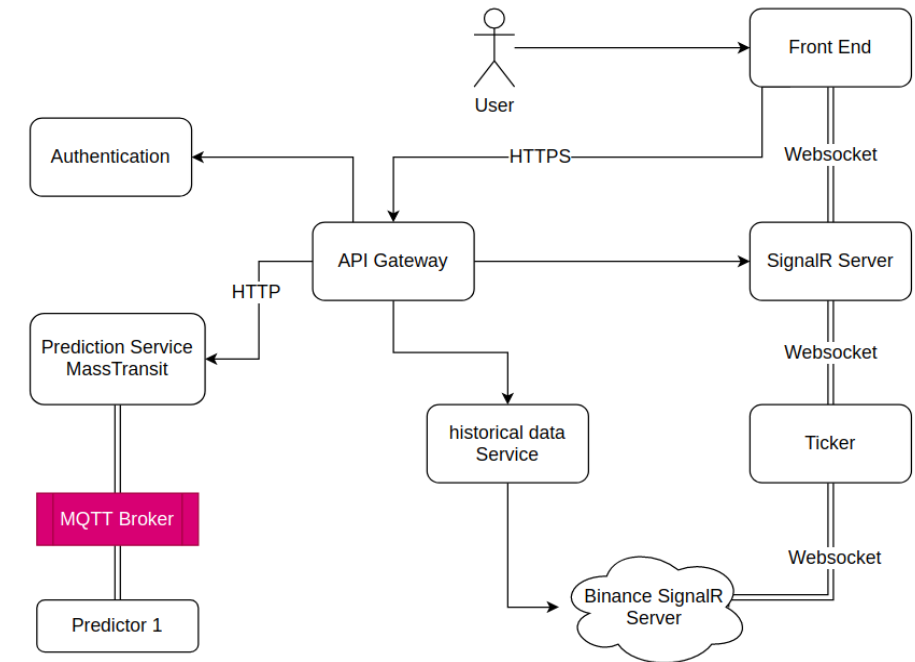 User
Front End
Authentication
HTTPS
Websocket
API Gateway
SignalR Server
HTTP
Prediction Service
MassTransit
Websocket
historical data
Service
Ticker
MQTT Broker
Websocket
Binance SignalR
Server
Predictor 1